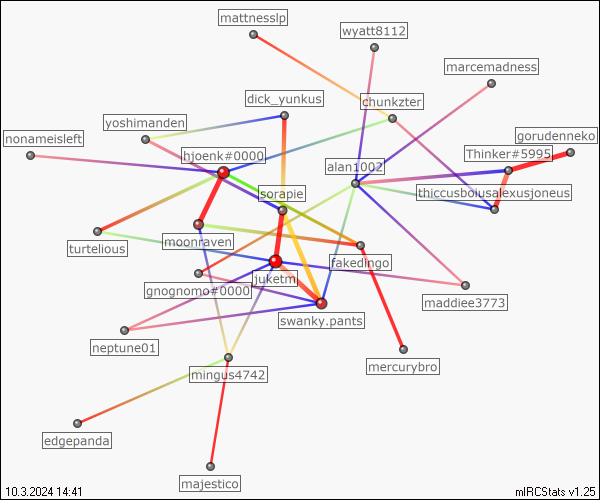 mattnesslp
wyatt8112
marcemadness
dick_yunkus
chunkzter
yoshimanden
gorudenneko
nonameisleft
hjoenk#0000
Thinker#5995
alan1002
sorapie
thiccusboiusalexusjoneus
moonraven
turtelious
fakedingo
juketm
gnognomo#0000
maddiee3773
swanky.pants
neptune01
mercurybro
mingus4742
edgepanda
majestico
10.3.2024 14:41
mIRCStats v1.25